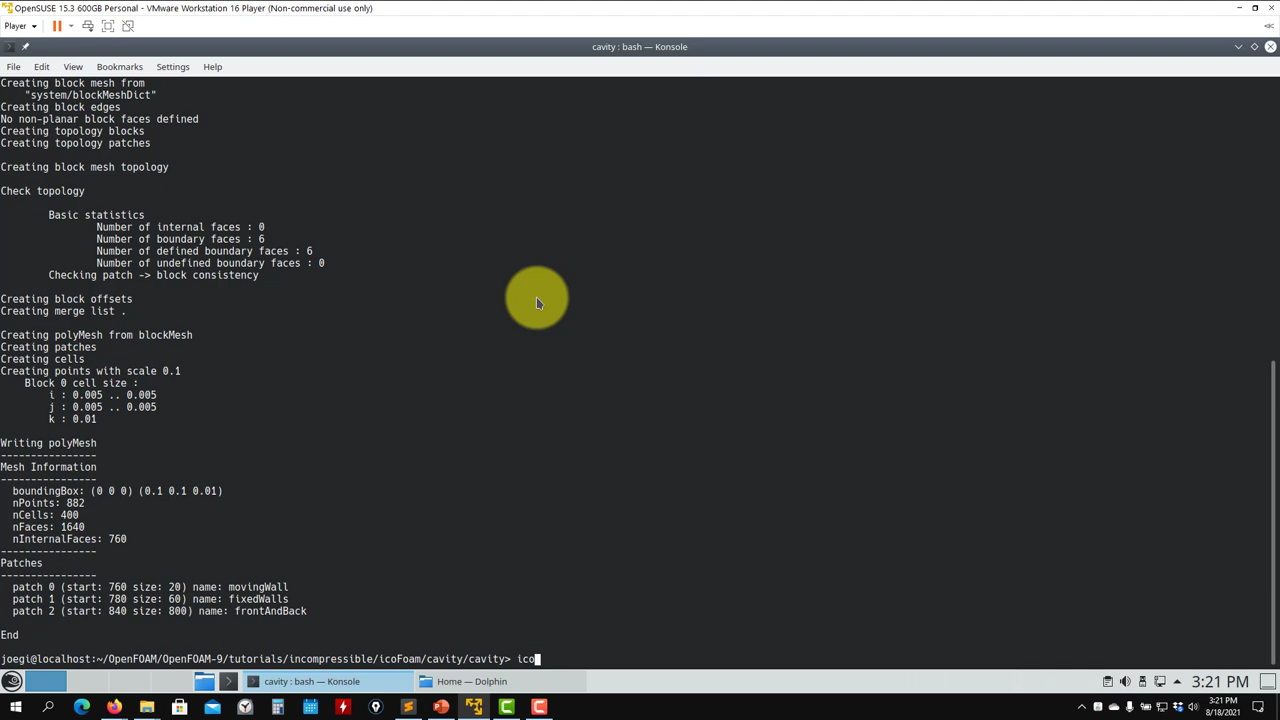 OpenSUSE 15.3 600GB Personal - VMware Workstation 16 Player (Non-commercial use only)
Player
cavity : bash — Konsole
File Edit View Bookmarks Settings Help
Creating block mesh from
"system/blockMeshDict"
Creating block edges
No non-planar block faces defined
Creating topology blocks
Creating topology patches
Creating block mesh topology
Check topology
Basic statistics
Number of internal faces : 0
Number of boundary faces : 6
Number of defined boundary faces : 6
Number of undefined boundary faces : 0
Checking patch -> block consistency
Creating block offsets
Creating merge list .
Creating polyMesh from blockMesh
Creating patches
Creating cells
Creating points with scale 0.1
Block 0 cell size :
i : 0.005 .. 0.005
j : 0.005 .. 0.005
k : 0.01
Writing polyMesh
----------------
Mesh Information
----------------
boundingBox: (0 0 0) (0.1 0.1 0.01)
nPoints: 882
nCells: 400
nFaces: 1640
nInternalFaces: 760
----------------
Patches
----------------
patch 0 (start: 760 size: 20) name: movingWall
patch 1 (start: 780 size: 60) name: fixedWalls
patch 2 (start: 840 size: 800) name: frontAndBack
End
joegi@localhost:~/OpenFOAM/OpenFOAM-9/tutorials/incompressible/icoFoam/cavity/cavity> ico
cavity : bash — Konsole
Home — Dolphin
3:21 PM
3:21 PM
8/18/2021